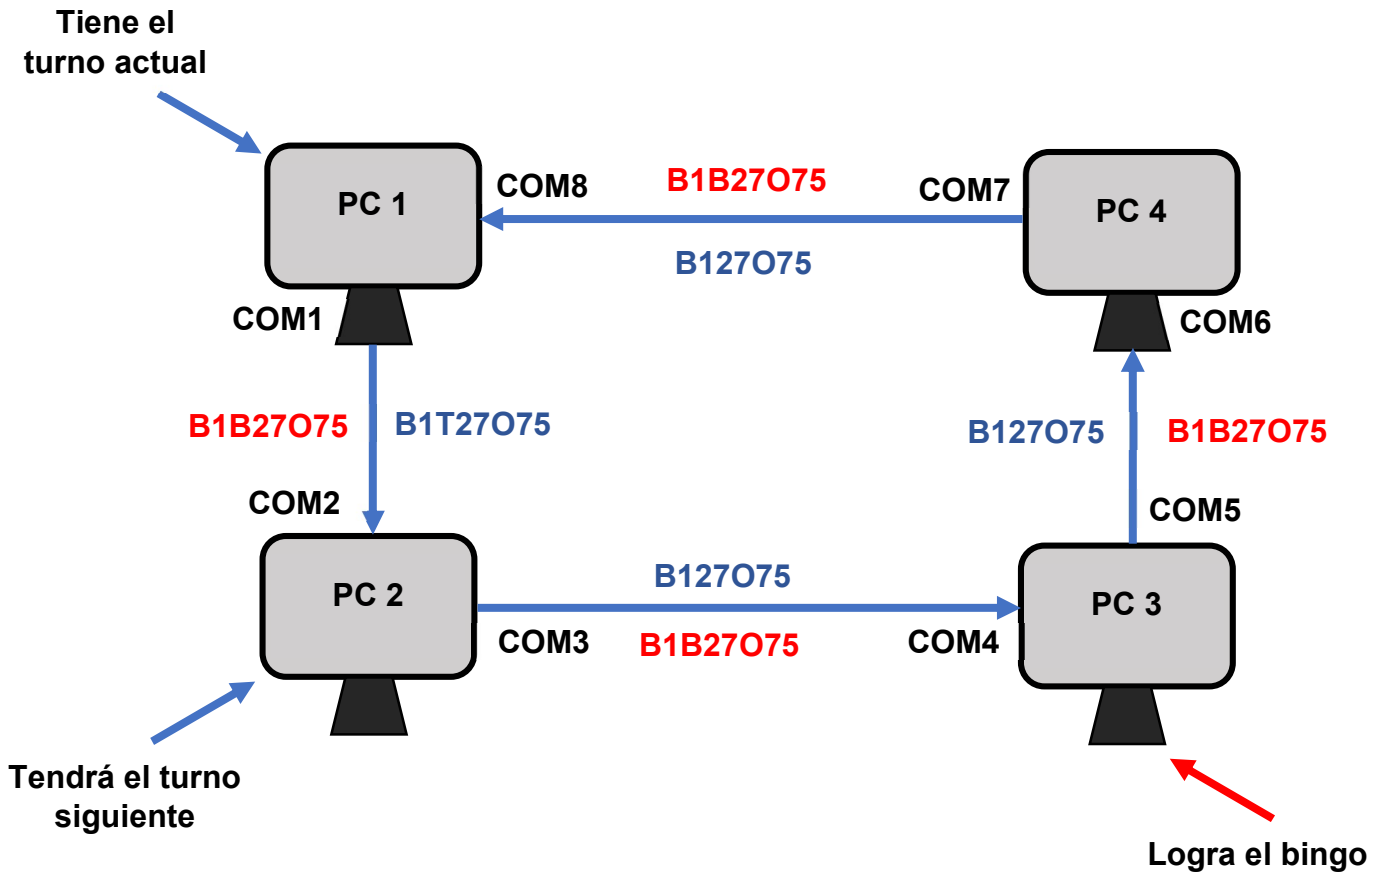 Tiene el
turno actual
PC 1
COM8
B1B27O75
COM7
PC 4
B127O75
COM1
COM6
B1B27O75
B1T27O75
B127O75
B1B27O75
COM2
COM5
PC 2
B127O75
PC 3
COM3
B1B27O75
COM4
Tendrá el turno
siguiente
Logra el bingo